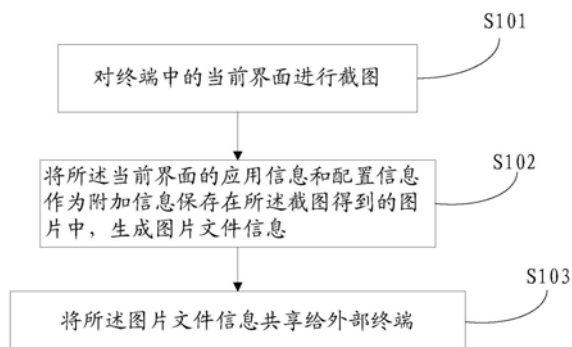 S101
对终端中的当前界面进行截图
S102
将所述当前界面的应用信息和配置信息
作为附加信息保存在所述截图得到的图
片中，生成图片文件信息
S103
将所述图片文件信息共享给外部终端